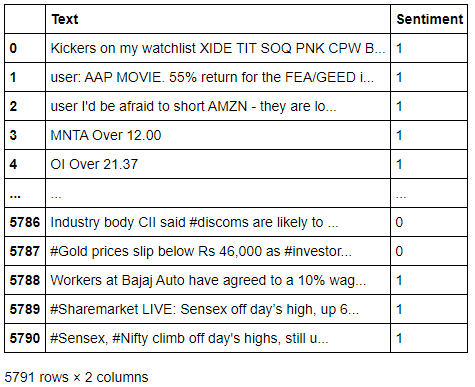 Text Sentiment
0 Kickers on my watchlist XIDE TIT SOQ PNK CPW B... 1
1 user: AAP MOVIE. 55% return for the FEA/GEED i... 1
2 user I'd be afraid to short AMZN - they are lo... 1
3 MNTA Over 12.00 1
4 OI Over 21.37 1
... ... ...
5786 Industry body CII said #discoms are likely to ... 0
5787 #Gold prices slip below Rs 46,000 as #investor... 0
5788 Workers at Bajaj Auto have agreed to a 10% wag... 1
5789 #Sharemarket LIVE: Sensex off day’s high, up 6... 1
5790 #Sensex, #Nifty climb off day's highs, still u... 1
5791 rows × 2 columns